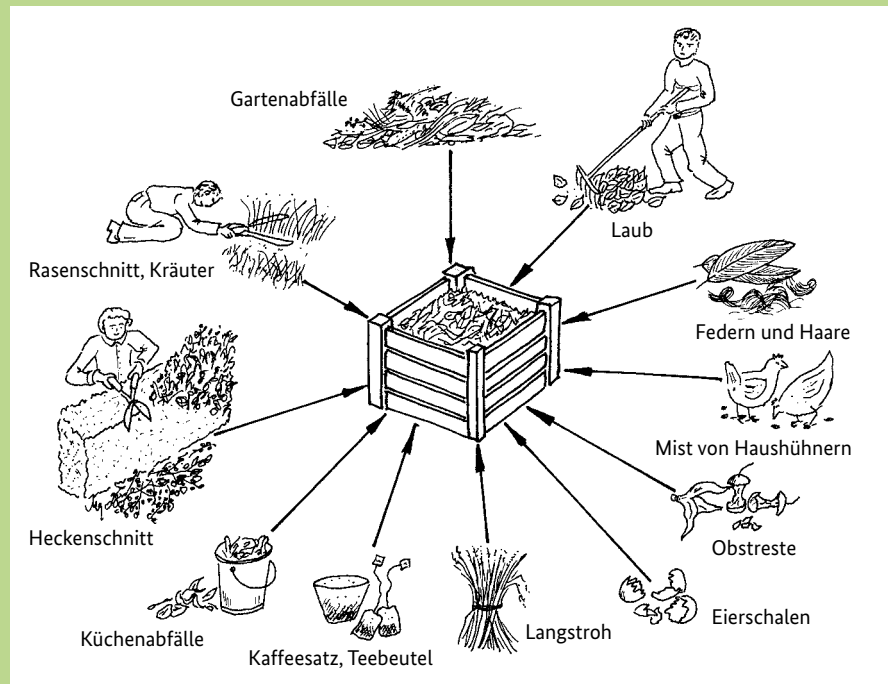 Gartenabfälle
Laub
Rasenschnitt, Kräuter
Federn und Haare
Mist von Haushühnern
Heckenschnitt
Obstreste
Eierschalen
Küchenabfälle
Kaffeesatz, Teebeutel
Langstroh